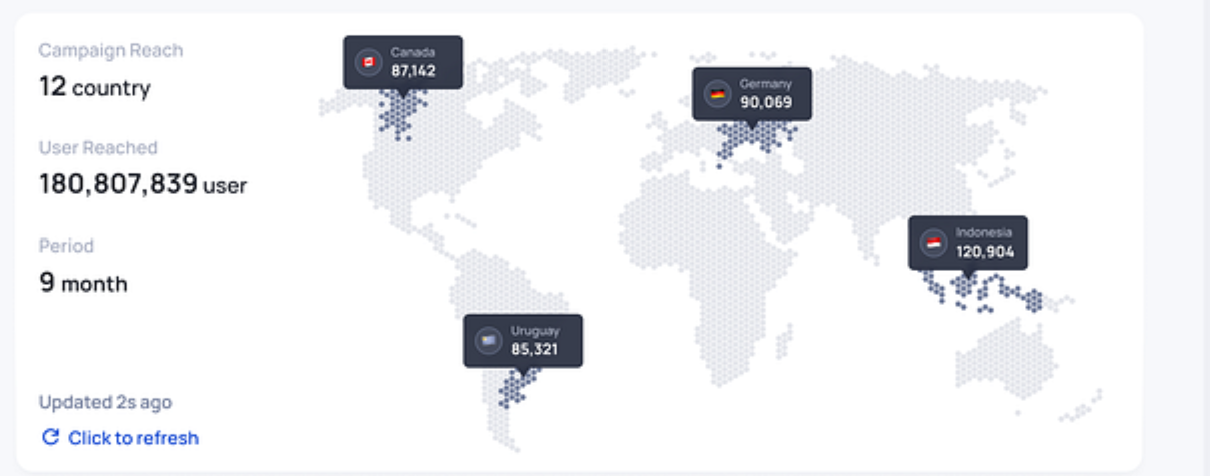 Campaign Reach
12 country
User Reached
180,807,839 user
Period
9 month
Updated 2s ago
Click to refresh
Canada
87,142
Germany
90,069
Indonesia
120,904
Uruguay
85,321